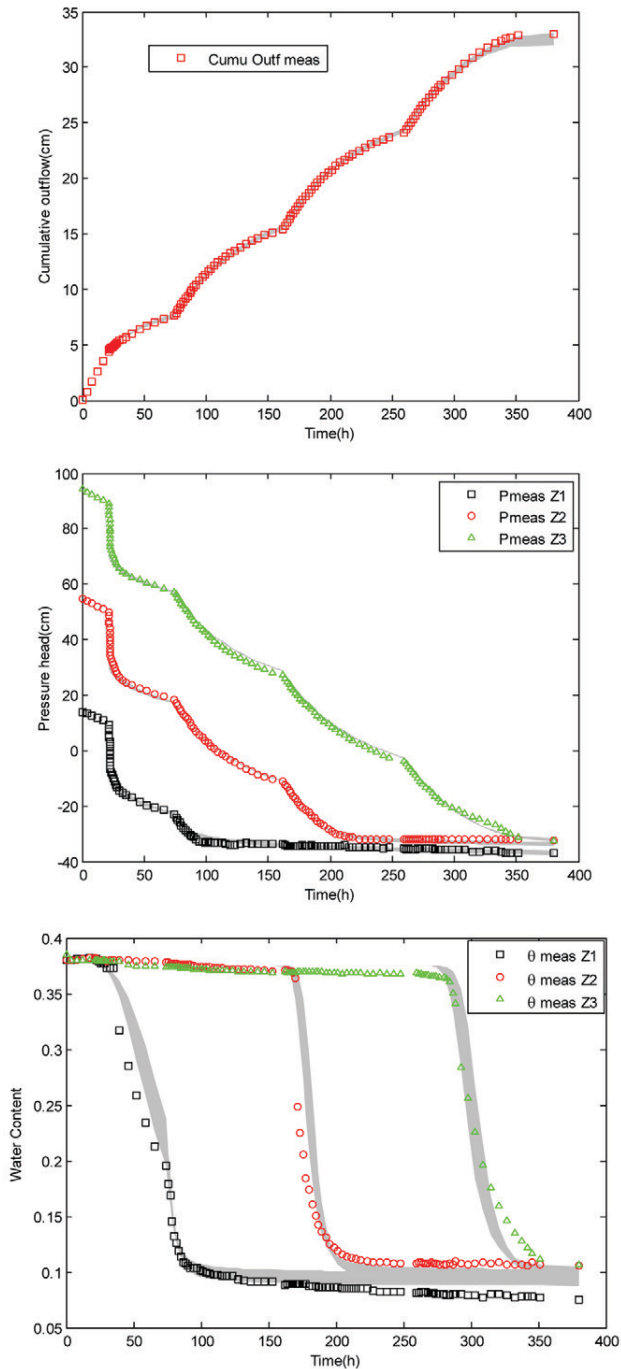 35
30
25
20
15
10
5
0
Cumulative outflow(cm)
Cumu Outf meas
0 50 100 150 200 250 300 350 400
Time(h)
100
80
60
40
20
0
-20
-40
Pressure head(cm)
Pmeas Z1
Pmeas Z2
Pmeas Z3
0 50 100 150 200 250 300 350 400
Time(h)
0.4
0.35
0.3
0.25
0.2
0.15
0.1
0.05
Water Content
θ meas Z1
θ meas Z2
θ meas Z3
0 50 100 150 200 250 300 350 400
Time(h)